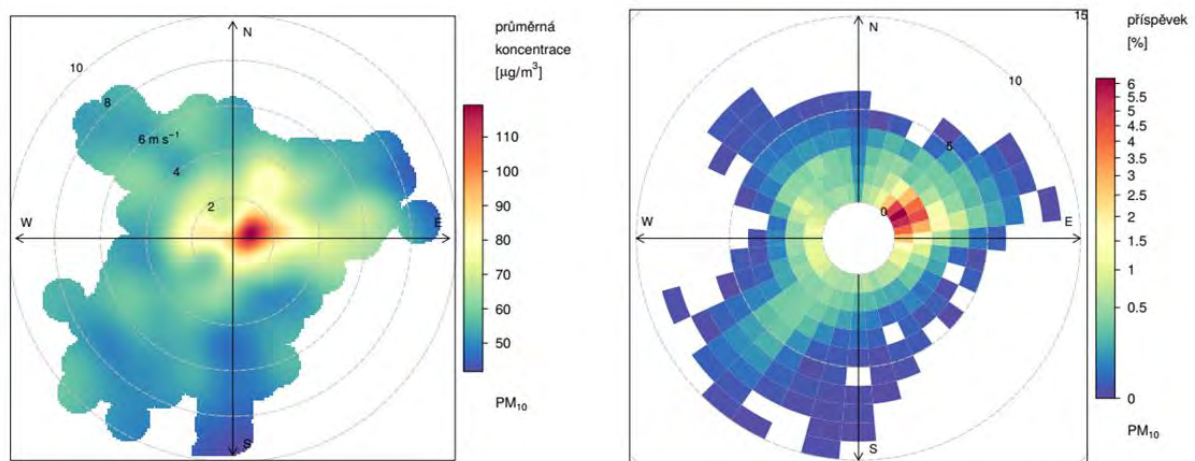 N
průměrná
koncentrace
[µg/m³]
10
8
6 m s⁻¹
4
2
W
E
S
110
100
90
80
70
60
50
PM₁₀
N
15
příspěvek
[%]
10
5
0
W
E
S
6
5.5
5
4.5
4
3.5
3
2.5
2
1.5
1
0.5
0
PM₁₀